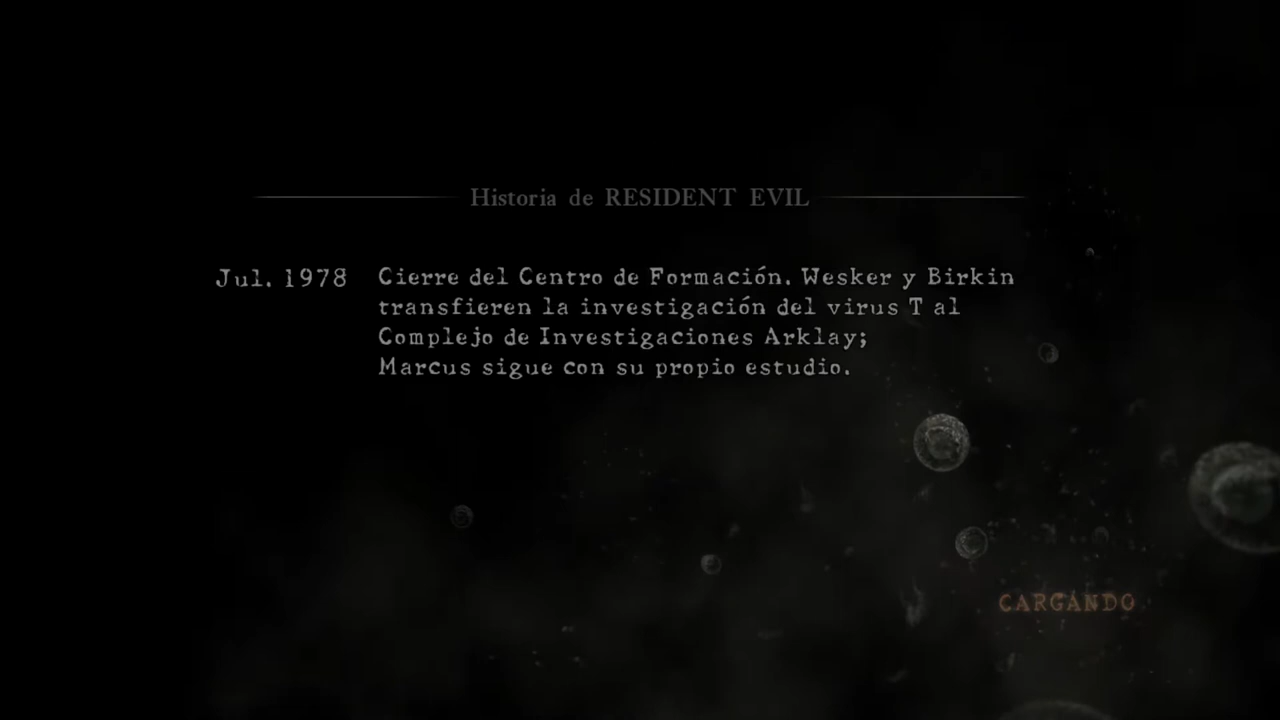 Historia de RESIDENT EVIL
Jul. 1978 Cierre del Centro de Formación. Wesker y Birkin
transfieren la investigación del virus T al
Complejo de Investigaciones Arklay;
Marcus sigue con su propio estudio.
CARGANDO